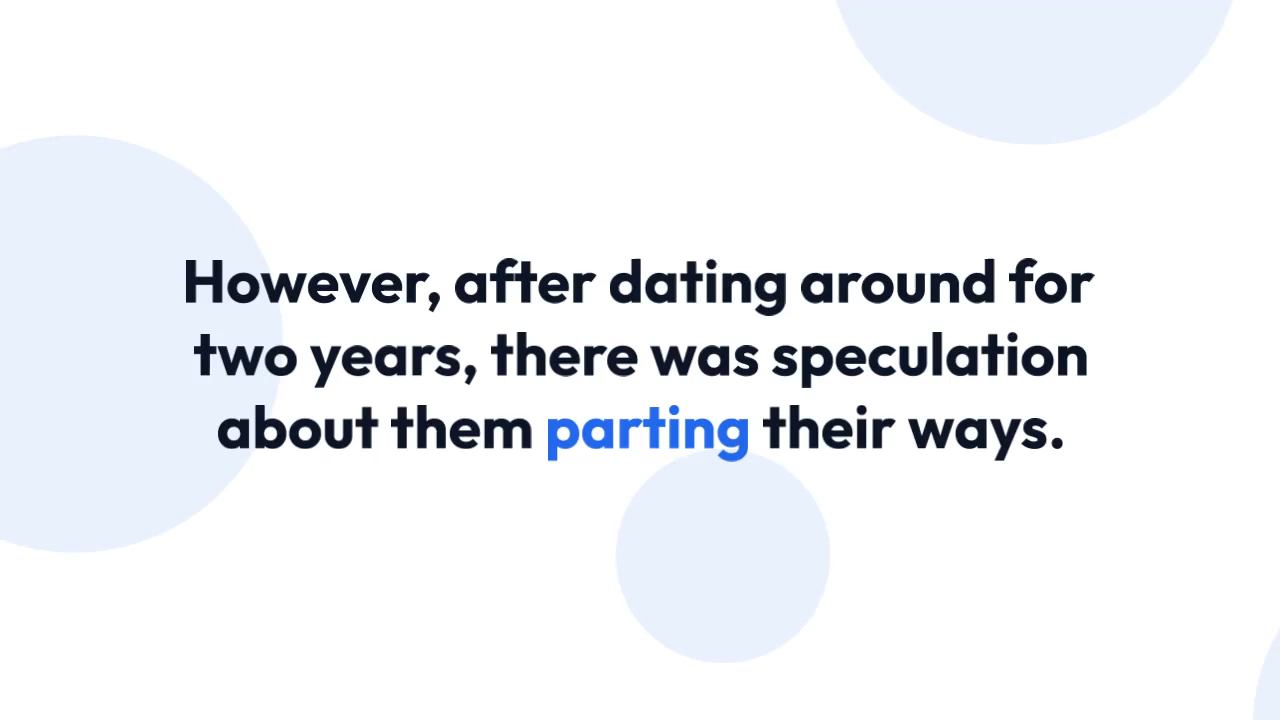 However, after dating around for
two years, there was speculation
about them parting their ways.